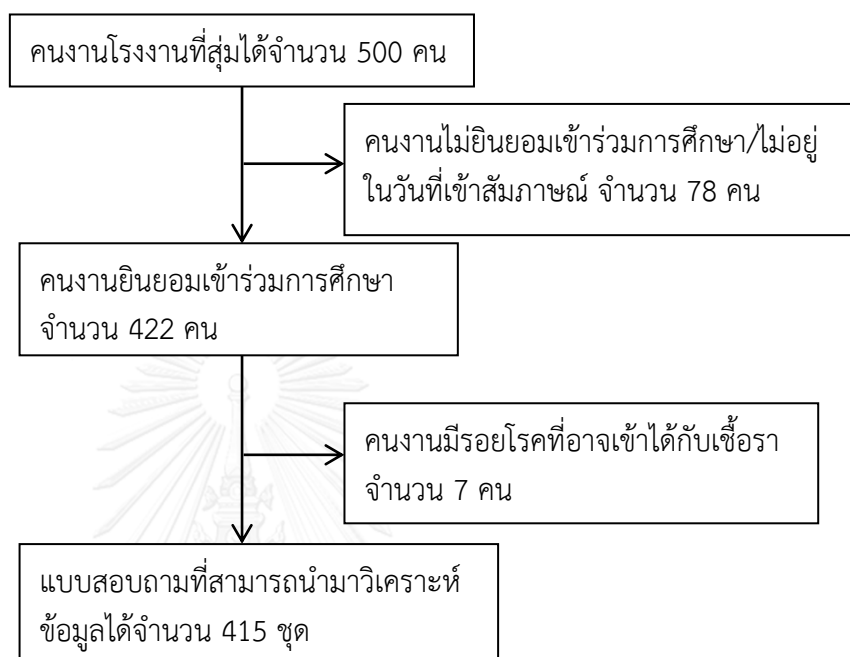 คนงานโรงงานที่สุ่มได้จำนวน 500 คน
คนงานไม่ยินยอมเข้าร่วมการศึกษา/ไม่อยู่
ในวันที่เข้าสัมภาษณ์ จำนวน 78 คน
คนงานยินยอมเข้าร่วมการศึกษา
จำนวน 422 คน
คนงานมีรอยโรคที่อาจเข้าได้กับเชื้อรา
จำนวน 7 คน
แบบสอบถามที่สามารถนำมาวิเคราะห์
ข้อมูลได้จำนวน 415 ชุด